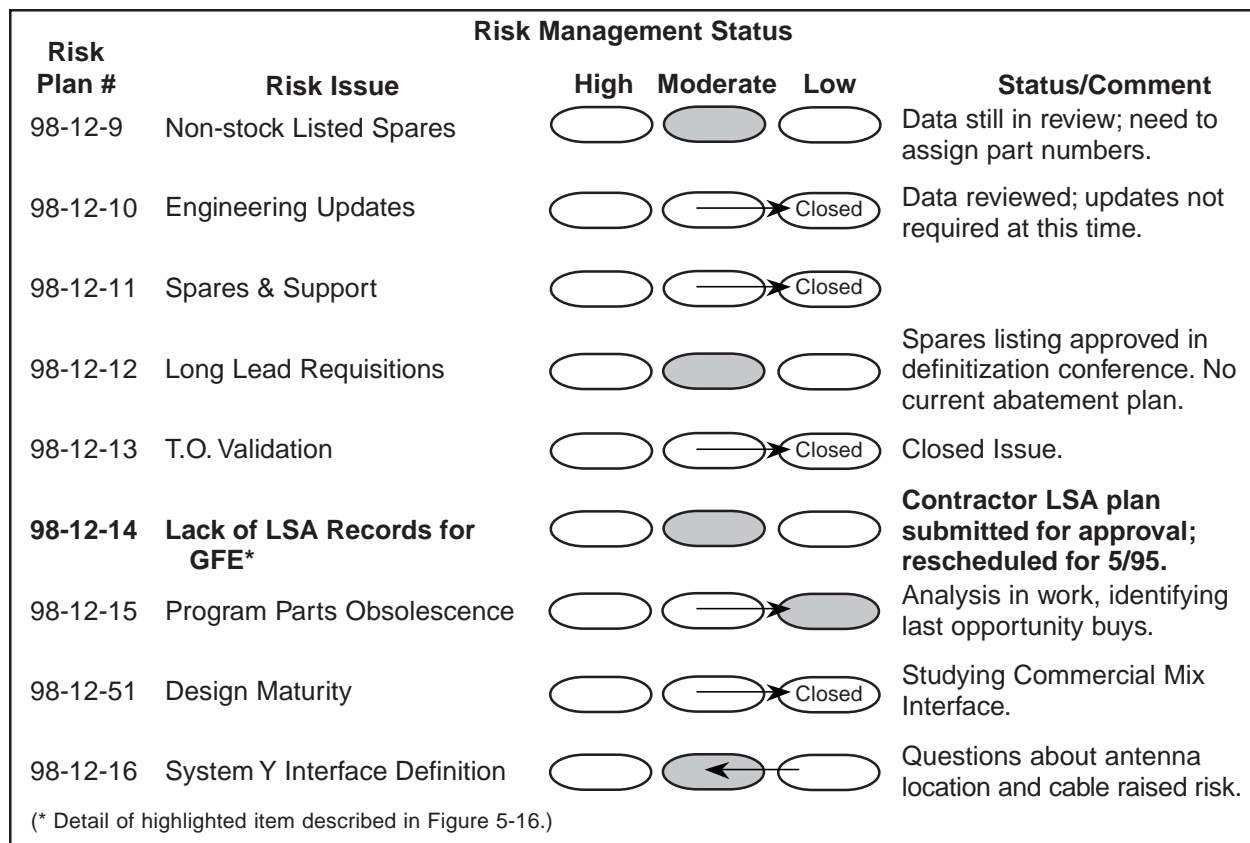 Risk Management Status
Risk
Plan #
Risk Issue
High Moderate Low
Status/Comment
98-12-9 Non-stock Listed Spares
Data still in review; need to
assign part numbers.
98-12-10 Engineering Updates
Closed
Data reviewed; updates not
required at this time.
98-12-11 Spares & Support
Closed
98-12-12 Long Lead Requisitions
Spares listing approved in
definitization conference. No
current abatement plan.
98-12-13 T.O. Validation
Closed
Closed Issue.
98-12-14 Lack of LSA Records for
GFE*
Contractor LSA plan
submitted for approval;
rescheduled for 5/95.
98-12-15 Program Parts Obsolescence
Analysis in work, identifying
last opportunity buys.
98-12-51 Design Maturity
Closed
Studying Commercial Mix
Interface.
98-12-16 System Y Interface Definition
Questions about antenna
location and cable raised risk.
(* Detail of highlighted item described in Figure 5-16.)